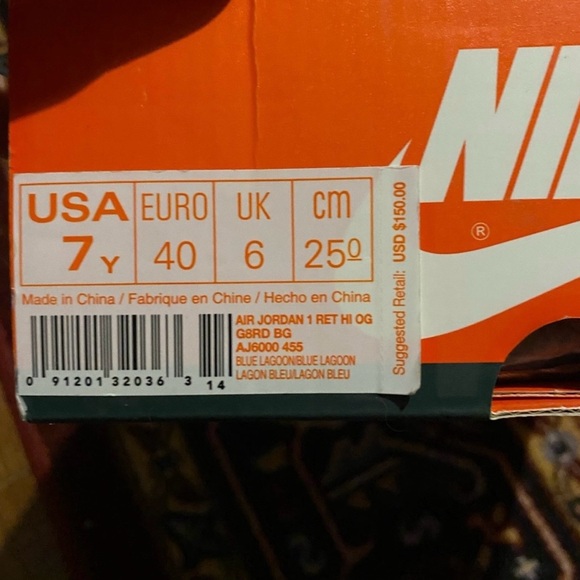 NI
®
USA EURO UK cm
7Y 40 6 250
Made in China / Fabrique en Chine / Hecho en China
AIR JORDAN 1 RET HI OG
G8RD BG
AJ6000 455
BLUE LAGOON/BLUE LAGOON
LAGON BLEU/LAGON BLEU
0 91201 32036 3 14
Suggested Retail: USD $150.00